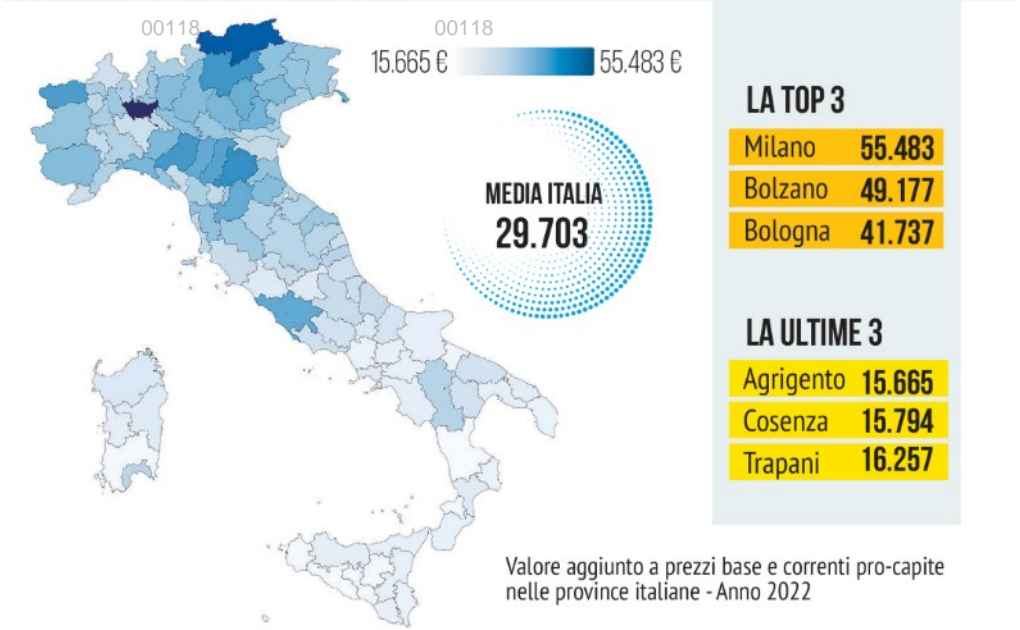 00118
00118
15.665 €
55.483 €
MEDIA ITALIA
29.703
LA TOP 3
Milano 55.483
Bolzano 49.177
Bologna 41.737
LA ULTIME 3
Agrigento 15.665
Cosenza 15.794
Trapani 16.257
Valore aggiunto a prezzi base e correnti pro-capite
nelle province italiane - Anno 2022